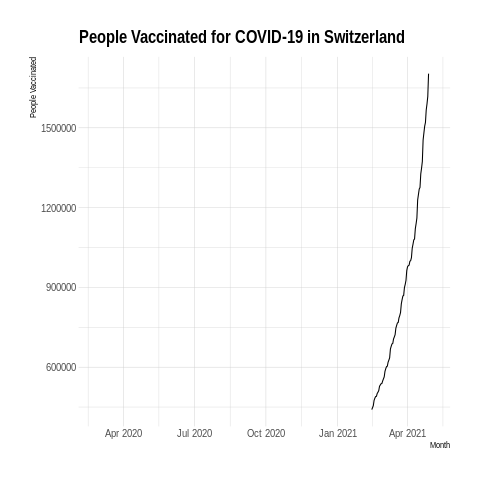 People Vaccinated for COVID-19 in Switzerland
People Vaccinated
1500000
1200000
900000
600000
Apr 2020
Jul 2020
Oct 2020
Jan 2021
Apr 2021
Month